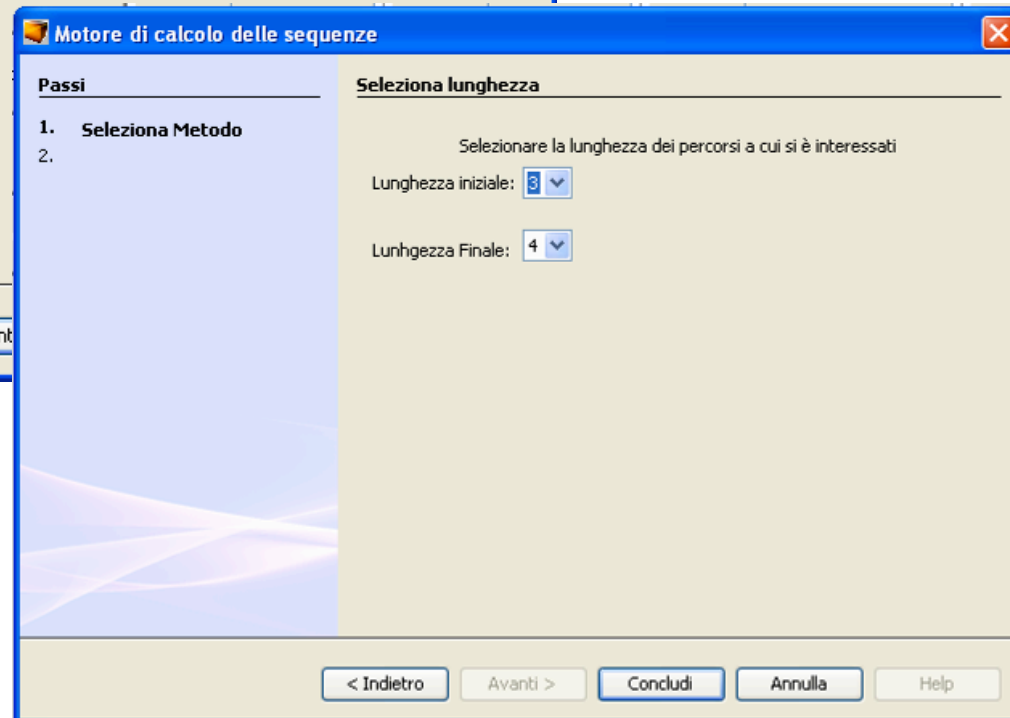 Motore di calcolo delle sequenze
Passi
1. Seleziona Metodo
2.
Seleziona lunghezza
Selezionare la lunghezza dei percorsi a cui si è interessati
Lunghezza iniziale: 3
Lunhgezza Finale: 4
< Indietro Avanti > Concludi Annulla Help